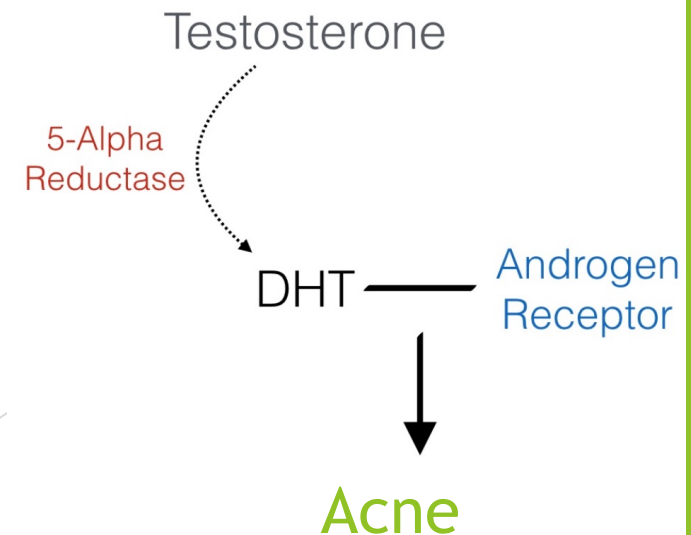 Testosterone
5-Alpha
Reductase
DHT
Androgen
Receptor
Acne